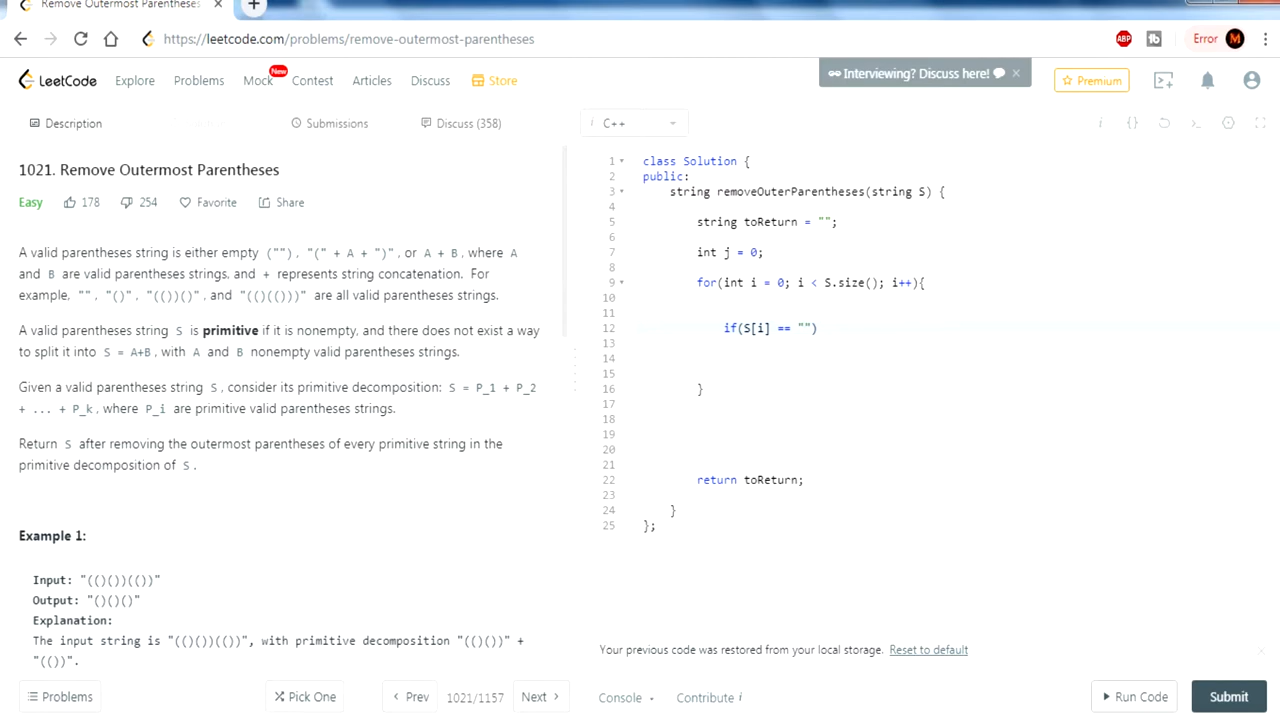 Remove Outermost Parentheses
https://leetcode.com/problems/remove-outermost-parentheses
ABP
tb
Error M
LeetCode Explore Problems Mock New Contest Articles Discuss Store
Interviewing? Discuss here!
Premium
Description
Submissions
Discuss (358)
C++
1021. Remove Outermost Parentheses
Easy 178 254 Favorite Share
A valid parentheses string is either empty (""), "(" + A + ")", or A + B, where A
and B are valid parentheses strings, and + represents string concatenation. For
example, "", "()", "(())()", and "(()(()))" are all valid parentheses strings.
A valid parentheses string S is primitive if it is nonempty, and there does not exist a way
to split it into S = A+B, with A and B nonempty valid parentheses strings.
Given a valid parentheses string S, consider its primitive decomposition: S = P_1 + P_2
+ ... + P_k, where P_i are primitive valid parentheses strings.
Return S after removing the outermost parentheses of every primitive string in the
primitive decomposition of S.
Example 1:
Input: "(()())(())"
Output: "()()()"
Explanation:
The input string is "(()())(())", with primitive decomposition "(()())" +
"(())".
1 class Solution {
2 public:
3 string removeOuterParentheses(string S) {
4
5 string toReturn = "";
6
7 int j = 0;
8
9 for(int i = 0; i < S.size(); i++){
10
11
12 if(S[i] == "")
13
14
15
16 }
17
18
19
20
21
22 return toReturn;
23
24 }
25 };
Your previous code was restored from your local storage. Reset to default
Problems
Pick One
Prev
1021/1157
Next
Console
Contribute i
Run Code
Submit